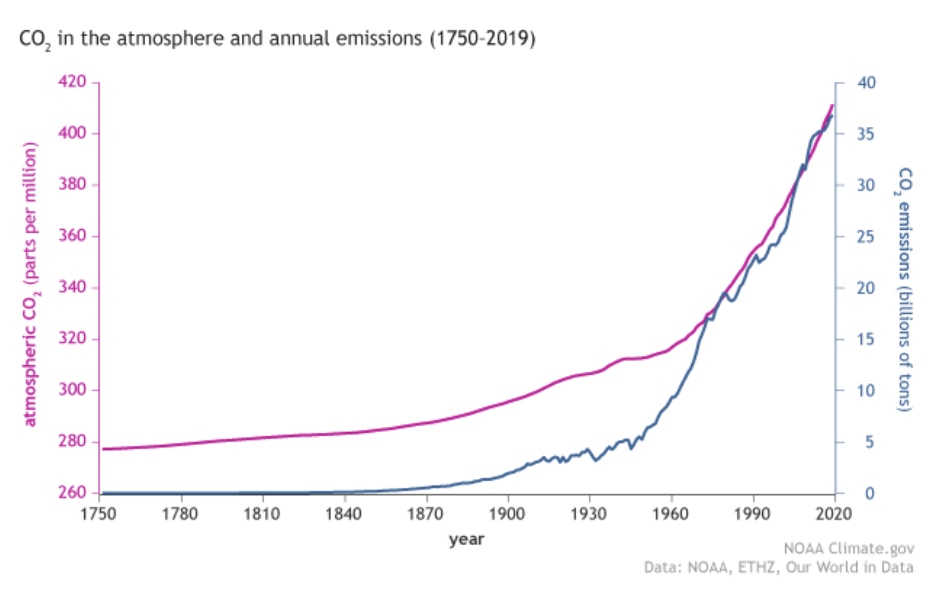 CO₂ in the atmosphere and annual emissions (1750-2019)
atmospheric CO₂ (parts per million)
420
400
380
360
340
320
300
280
260
40
35
30
25
20
15
10
5
0
CO₂ emissions (billions of tons)
1750 1780 1810 1840 1870 1900 1930 1960 1990 2020
year
NOAA Climate.gov
Data: NOAA, ETHZ, Our World in Data